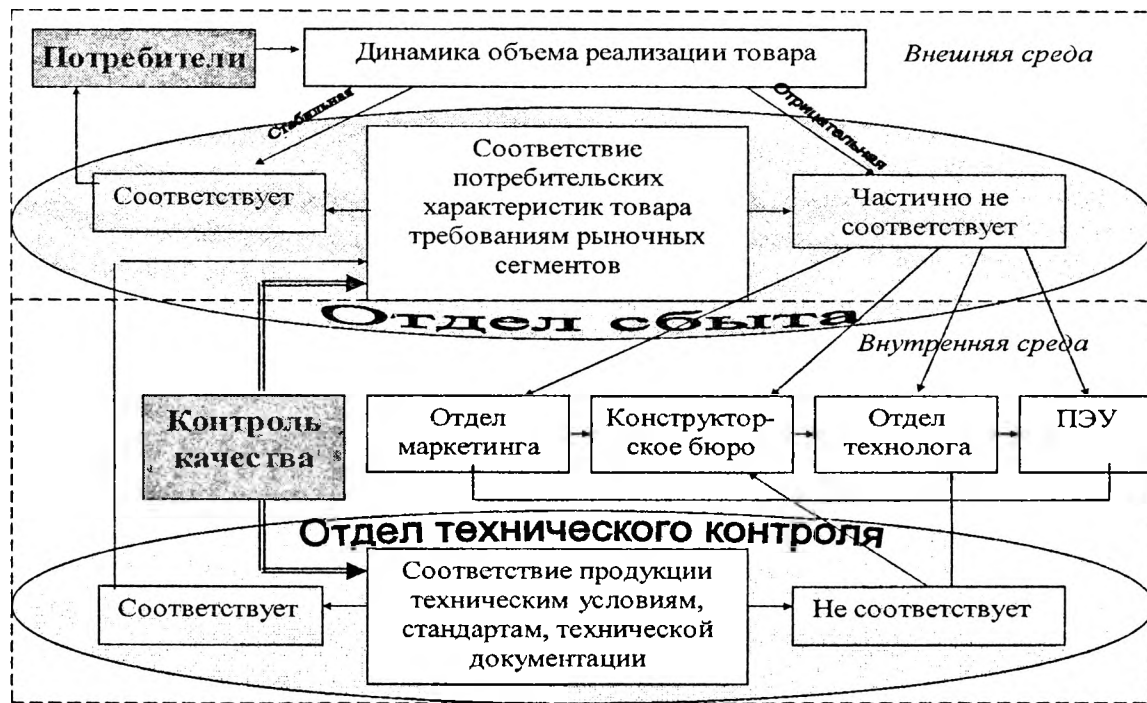 Потребители
Динамика объема реализации товара
Внешняя среда
Стабильная
Отрицательная
Соответствует
Соответствие
потребительских
характеристик товара
требованиям рыночных
сегментов
Частично не
соответствует
Отдел сбыта
Внутренняя среда
Контроль
качества
Отдел
маркетинга
Конструктор-
ское бюро
Отдел
технолога
ПЭУ
Отдел технического контроля
Соответствует
Соответствие продукции
техническим условиям,
стандартам, технической
документации
Не соответствует